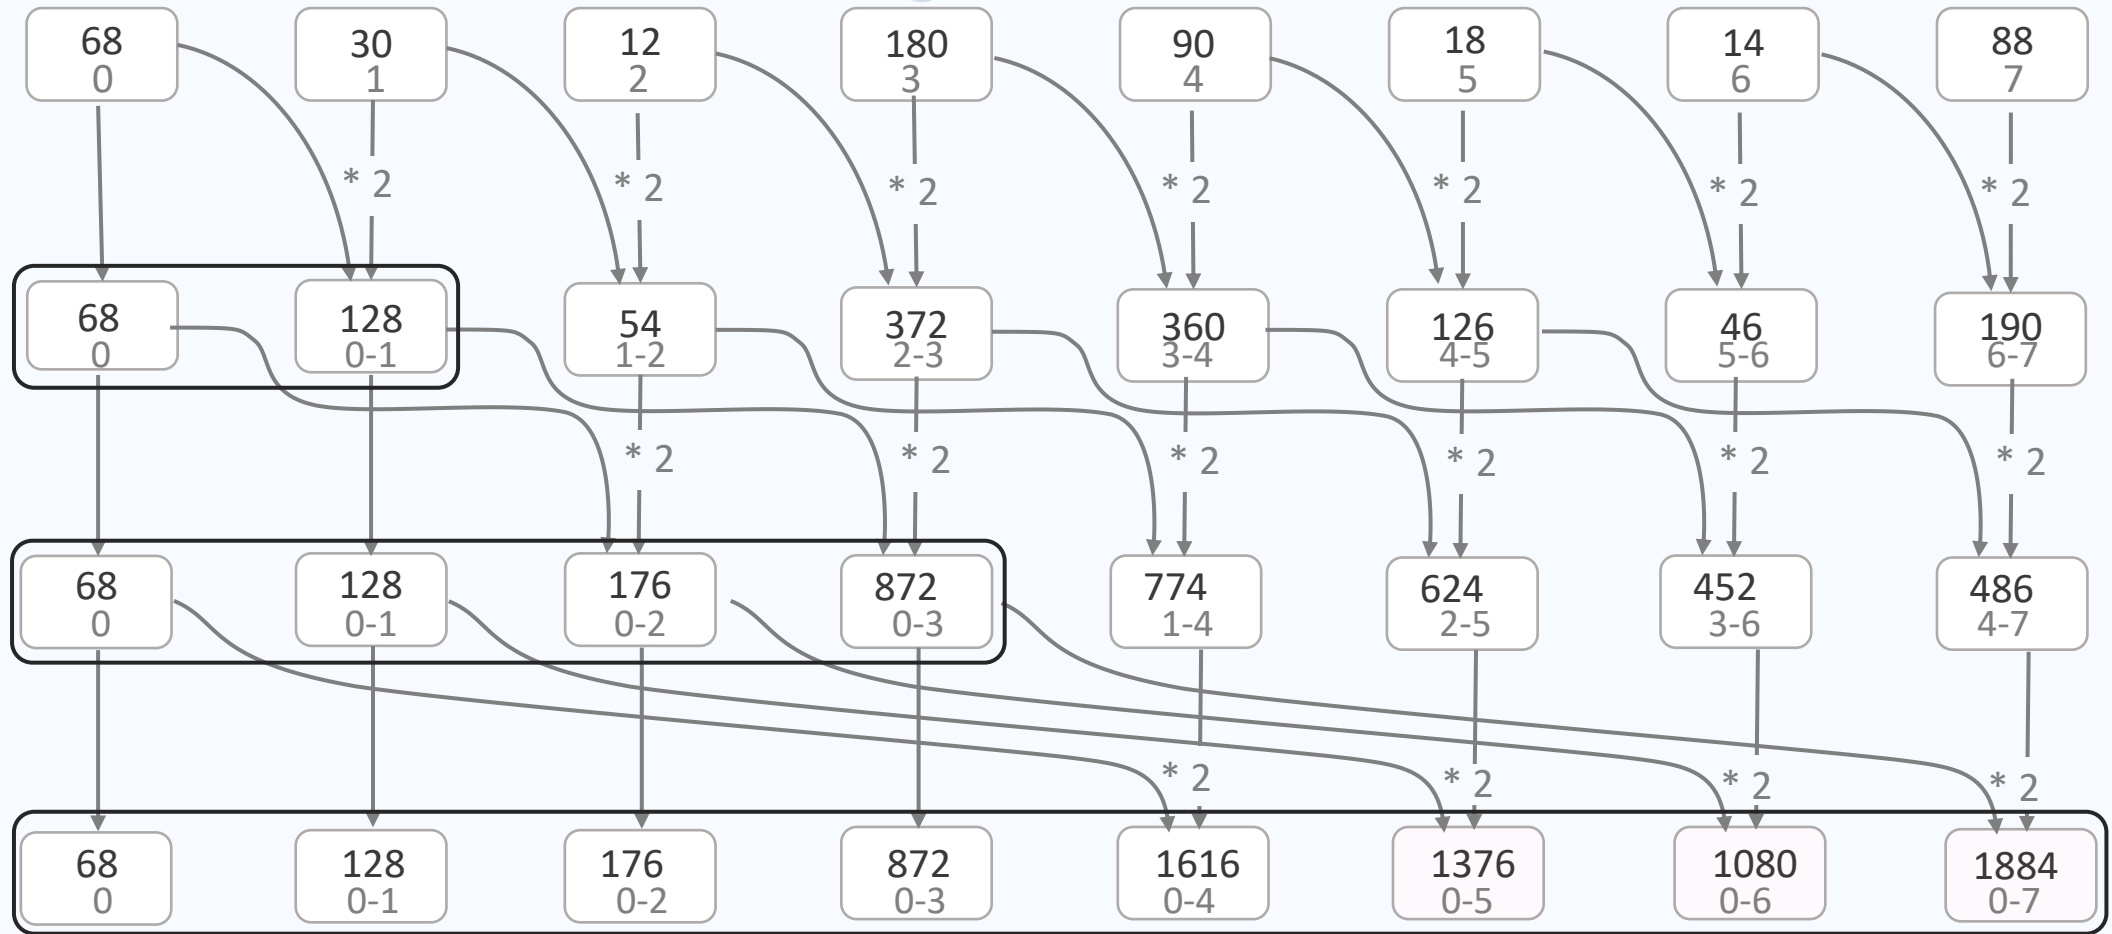 68 30 12 180 90 18 14 88
0 1 2 3 4 5 6 7
* 2 * 2 * 2 * 2 * 2 * 2 * 2
68 128 54 372 360 126 46 190
0 0-1 1-2 2-3 3-4 4-5 5-6 6-7
* 2 * 2 * 2 * 2 * 2 * 2
68 128 176 872 774 624 452 486
0 0-1 0-2 0-3 1-4 2-5 3-6 4-7
* 2 * 2 * 2 * 2
68 128 176 872 1616 1376 1080 1884
0 0-1 0-2 0-3 0-4 0-5 0-6 0-7